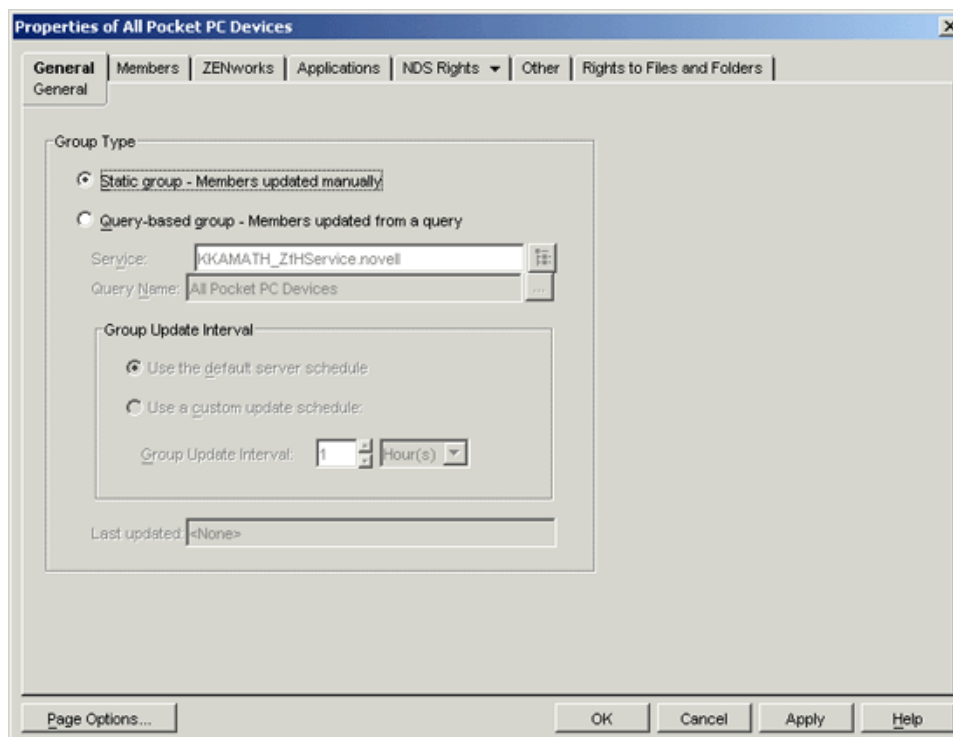 Properties of All Pocket PC Devices
General Members ZENworks Applications NDS Rights Other Rights to Files and Folders
General
Group Type
Static group - Members updated manually
Query-based group - Members updated from a query
Service: KKAMATH_ZfHService.novell
Query Name: All Pocket PC Devices ...
Group Update Interval
Use the default server schedule
Use a custom update schedule:
Group Update Interval: 1 Hour(s)
Last updated: <None>
Page Options... OK Cancel Apply Help